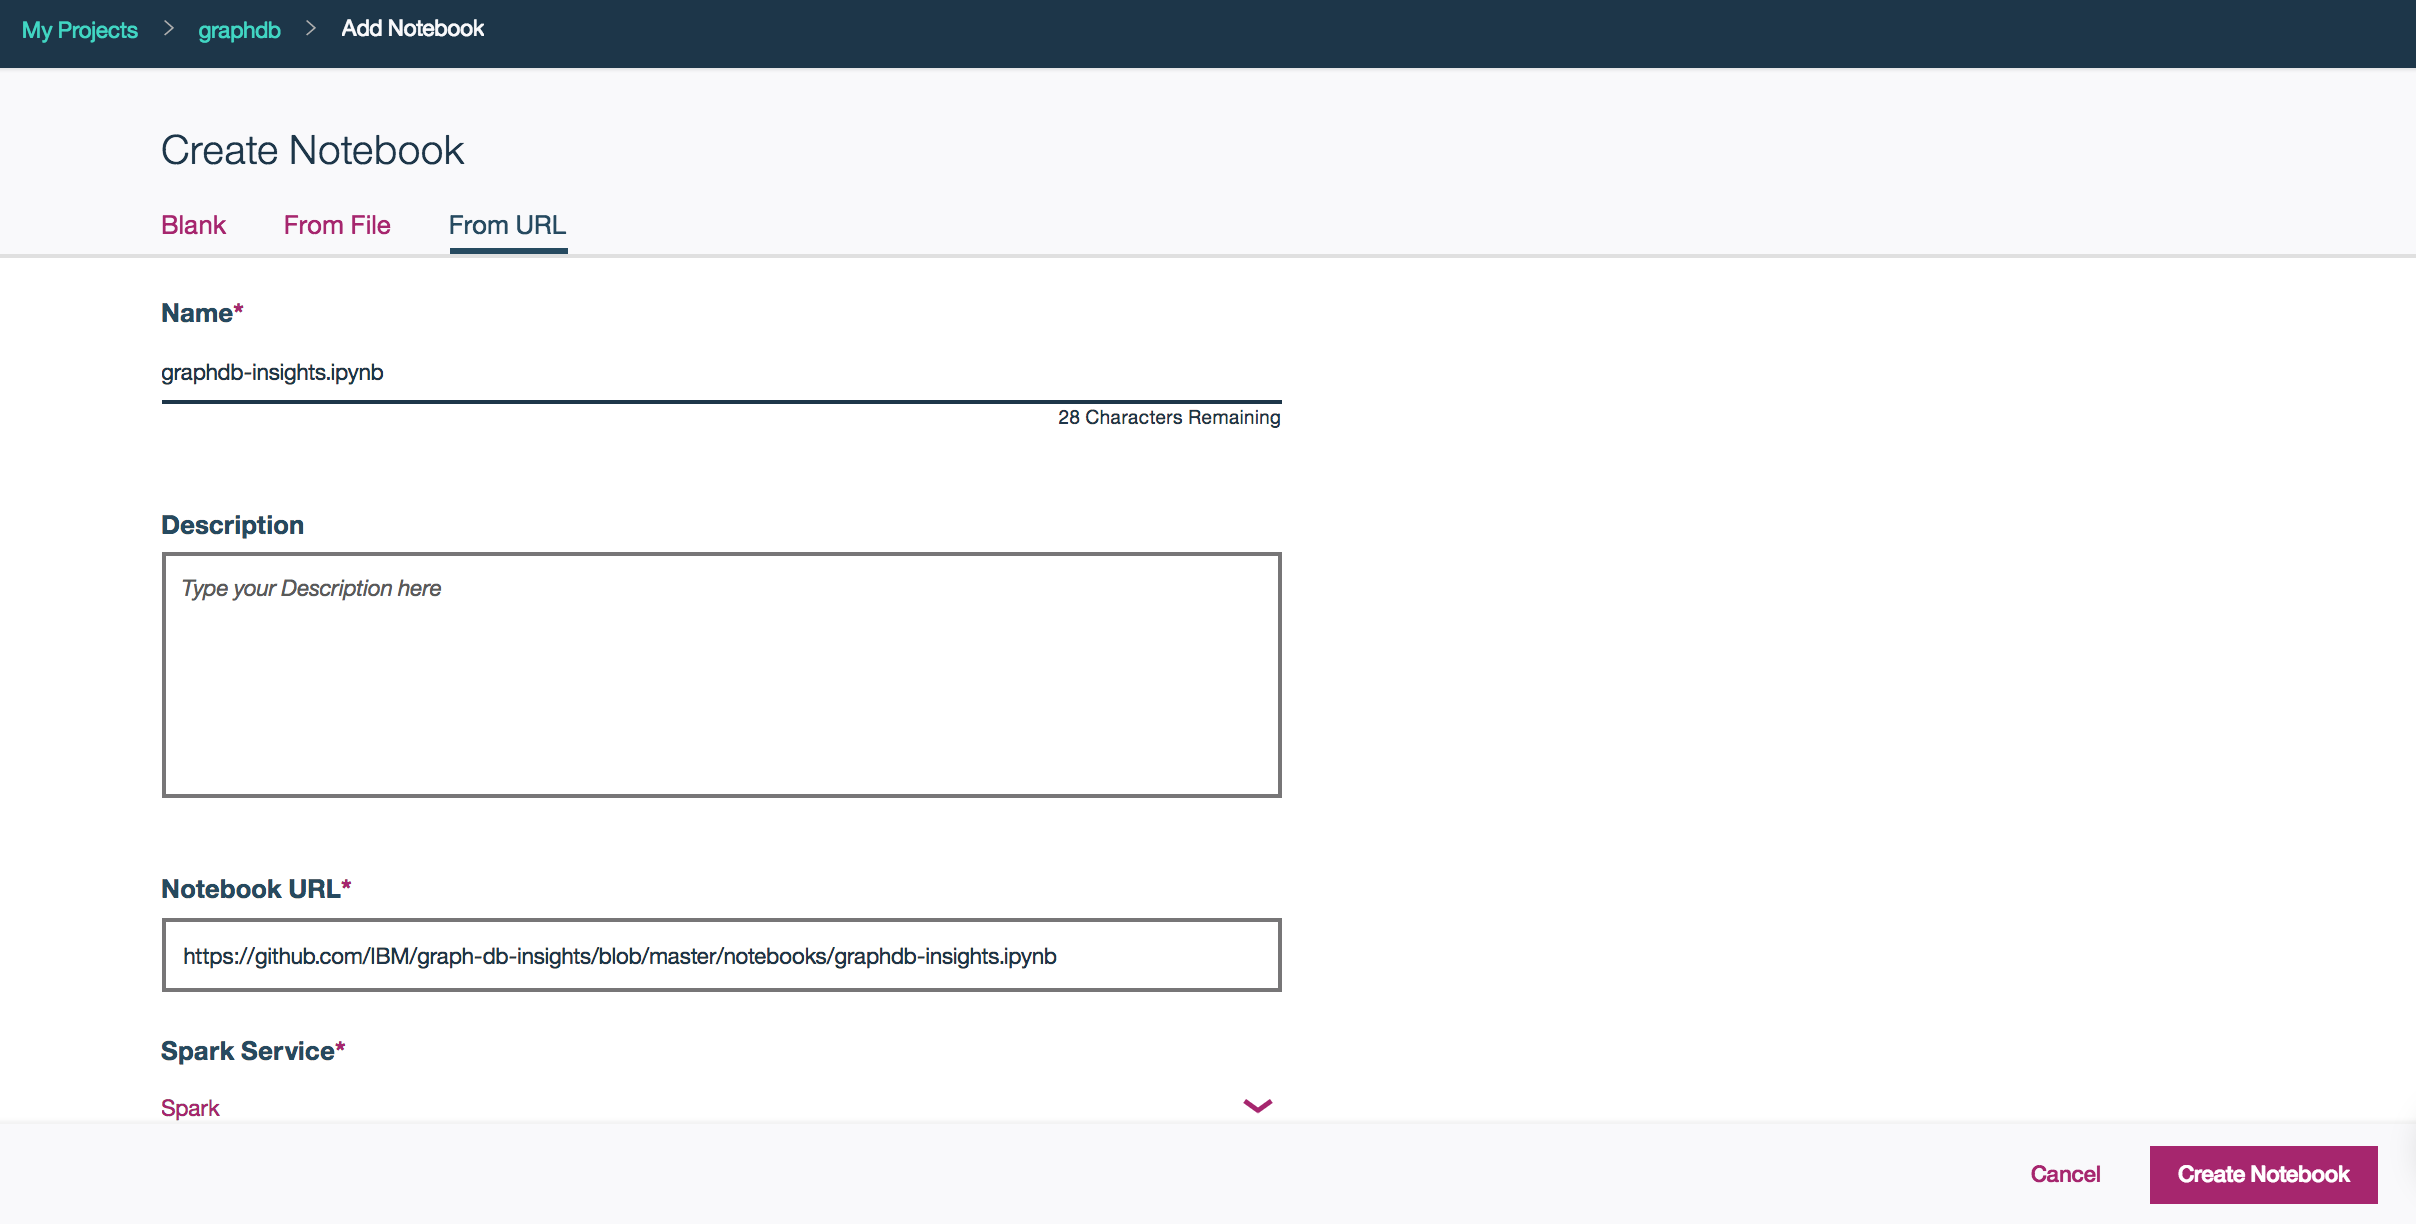 My Projects > graphdb > Add Notebook
Create Notebook
Blank From File From URL
Name*
graphdb-insights.ipynb
28 Characters Remaining
Description
Type your Description here
Notebook URL*
https://github.com/IBM/graph-db-insights/blob/master/notebooks/graphdb-insights.ipynb
Spark Service*
Spark
Cancel Create Notebook